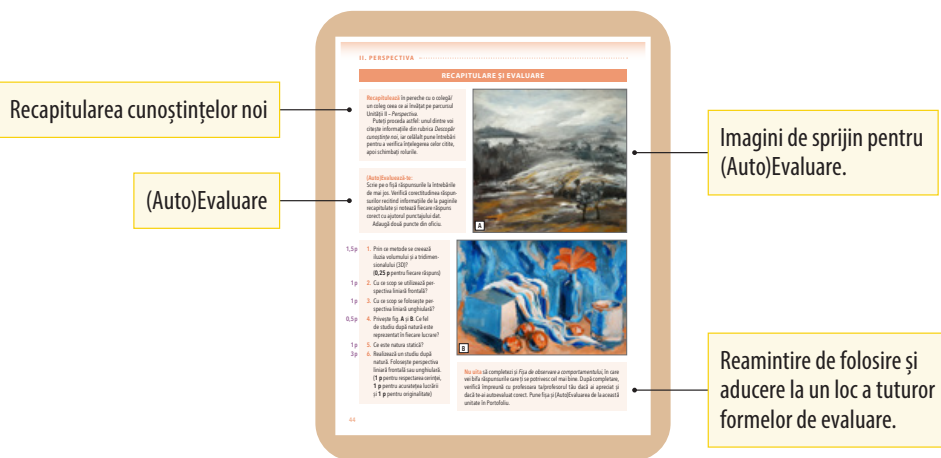 Recapitularea cunoștințelor noi
(Auto)Evaluare
II. PERSPECTIVA
RECAPITULARE ȘI EVALUARE
Recapitulează în pereche cu o colegă/
un coleg ceea ce ai învățat pe parcursul
Unității II – Perspectiva.
Puteți proceda astfel: unul dintre voi
citește informațiile din rubrica Descopăr
cunoștințe noi, iar celălalt pune întrebări
pentru a verifica înțelegerea celor citite,
apoi schimbați rolurile.
(Auto)Evaluează-te:
Scrie pe o fișă răspunsurile la întrebările
de mai jos. Verifică corectitudinea răspun-
surilor recitind informațiile de la paginile
recapitulate și notează fiecare răspuns
corect cu ajutorul punctajului dat.
Adaugă două puncte din oficiu.
1,5 p 1. Prin ce metode se creează
iluzia volumului și a tridimen-
sionalului (3D)?
(0,25 p pentru fiecare răspuns)
1 p 2. Cu ce scop se utilizează per-
spectiva liniară frontală?
1 p 3. Cu ce scop se folosește per-
spectiva liniară unghiulară?
0,5 p 4. Privește fig. A și B. Ce fel
de studiu după natură este
reprezentat în fiecare lucrare?
1 p 5. Ce este natura statică?
3 p 6. Realizează un studiu după
natură. Folosește perspectiva
liniară frontală sau unghiulară.
(1 p pentru respectarea cerinței,
1 p pentru acuratețea lucrării
și 1 p pentru originalitate)
A
B
Nu uita să completezi și Fișa de observare a comportamentului, în care
vei bifa răspunsurile care ți se potrivesc cel mai bine. După completare,
verifică împreună cu profesoara ta/profesorul tău dacă ai apreciat și
dacă te-ai autoevaluat corect. Pune fișa și (Auto)Evaluarea de la această
unitate în Portofoliu.
44
Imagini de sprijin pentru
(Auto)Evaluare.
Reamintire de folosire și
aducere la un loc a tuturor
formelor de evaluare.